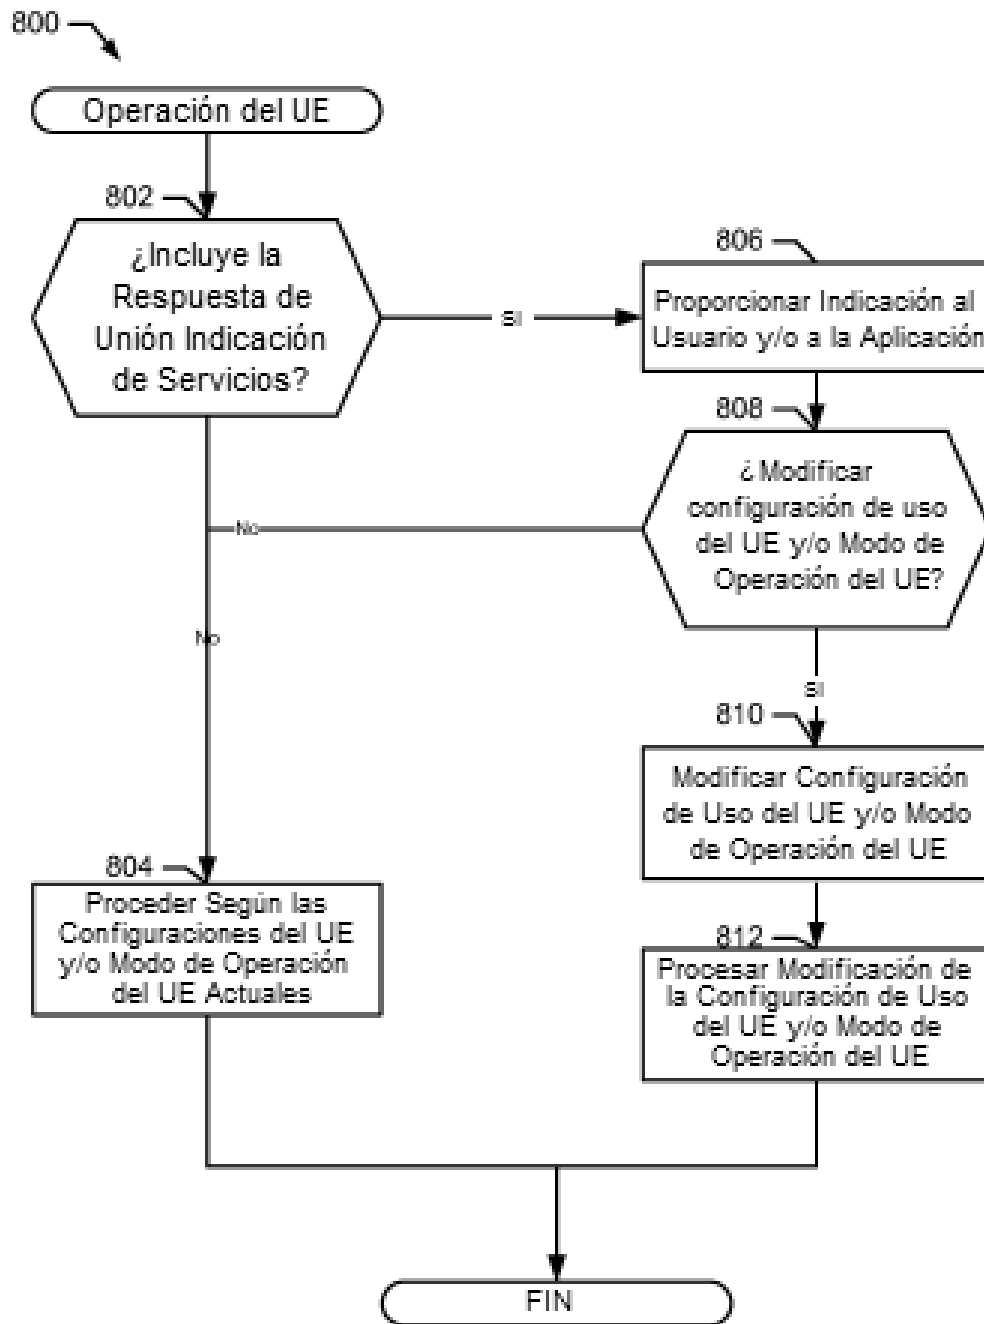 800
Operación del UE
802
¿Incluye la
Respuesta de
Unión Indicación
de Servicios?
SI
806
Proporcionar Indicación al
Usuario y/o a la Aplicación
808
¿Modificar
configuración de uso
del UE y/o Modo de
Operación del UE?
No
No
SI
810
Modificar Configuración
de Uso del UE y/o Modo
de Operación del UE
804
Proceder Según las
Configuraciones del UE
y/o Modo de Operación
del UE Actuales
812
Procesar Modificación de
la Configuración de Uso
del UE y/o Modo de
Operación del UE
FIN